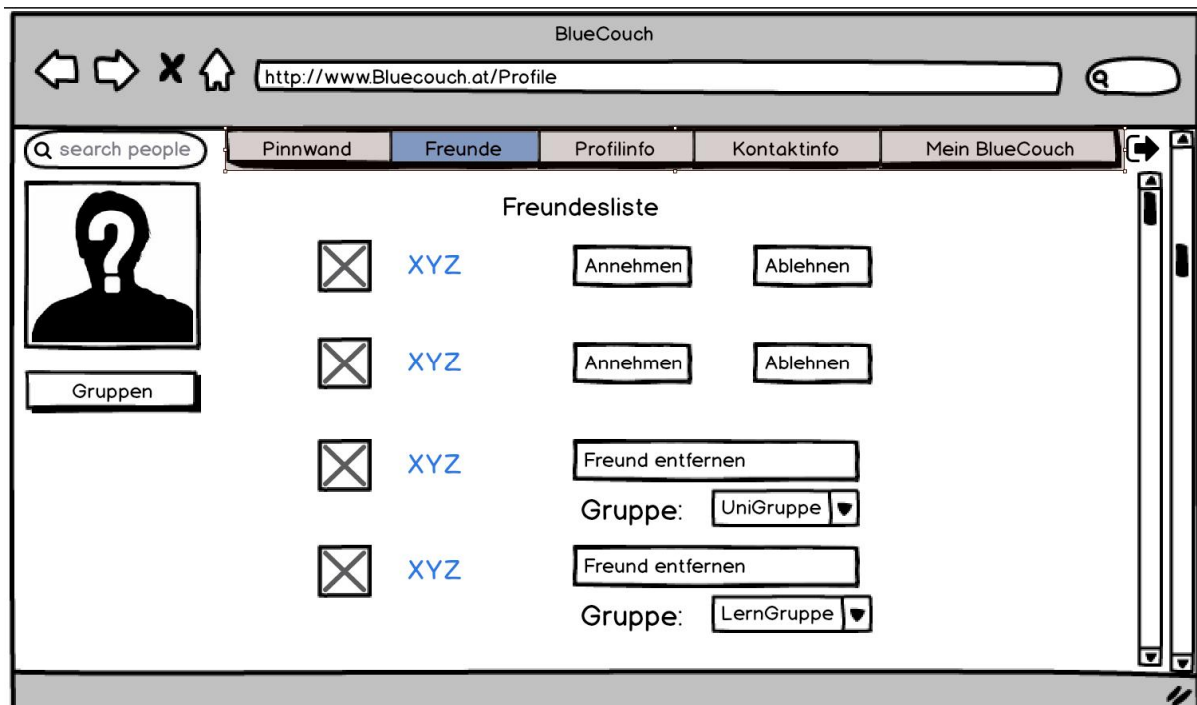 BlueCouch
http://www.Bluecouch.at/Profile
search people
Pinnwand Freunde Profilinfo Kontaktinfo Mein BlueCouch
?
Freundesliste
XYZ Annehmen Ablehnen
XYZ Annehmen Ablehnen
Gruppen
XYZ Freund entfernen
Gruppe: UniGruppe
XYZ Freund entfernen
Gruppe: LernGruppe